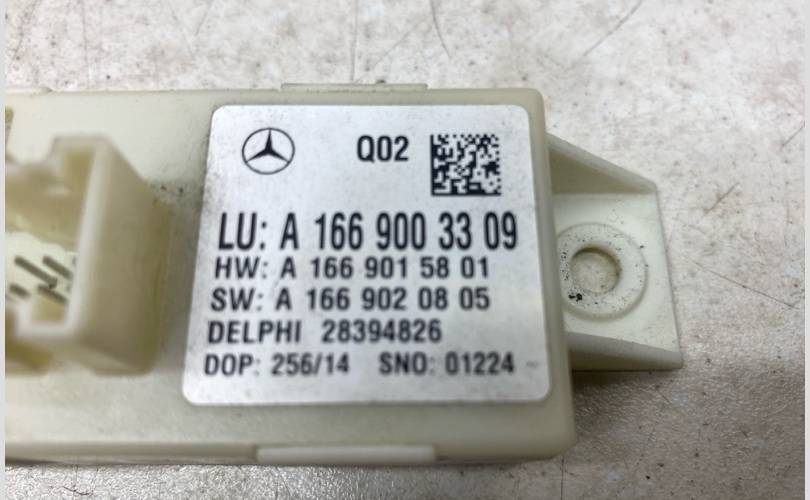 Q02
LU: A 166 900 33 09
HW: A 166 901 58 01
SW: A 166 902 08 05
DELPHI 28394826
DOP: 256/14 SNO: 01224